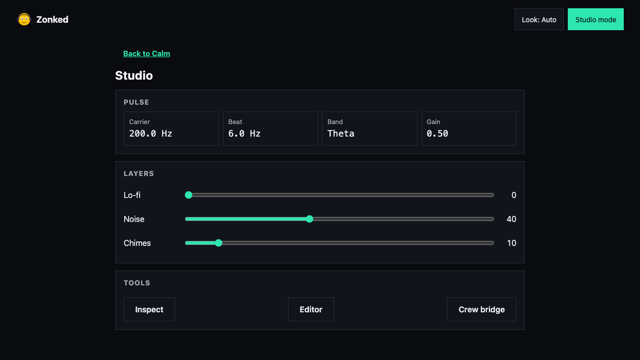 Zonked
Look: Auto
Studio mode
Back to Calm
Studio
PULSE
Carrier
200.0 Hz
Beat
6.0 Hz
Band
Theta
Gain
0.50
LAYERS
Lo-fi 0
Noise 40
Chimes 10
TOOLS
Inspect
Editor
Crew bridge